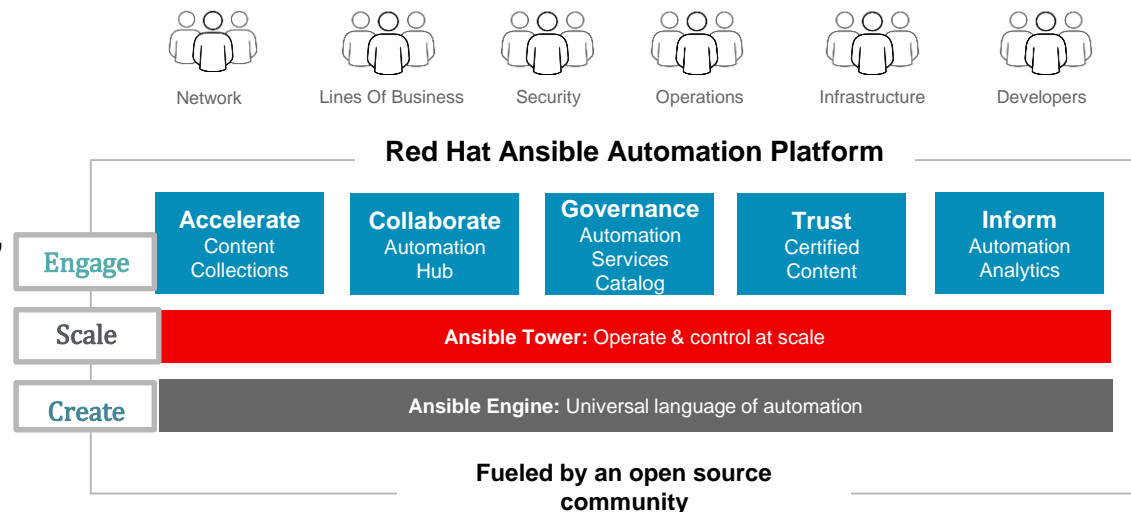 Network
Lines Of Business
Security
Operations
Infrastructure
Developers
Red Hat Ansible Automation Platform
Engage
Accelerate
Content
Collections
Collaborate
Automation
Hub
Governance
Automation
Services
Catalog
Trust
Certified
Content
Inform
Automation
Analytics
Scale
Ansible Tower: Operate & control at scale
Create
Ansible Engine: Universal language of automation
Fueled by an open source
community